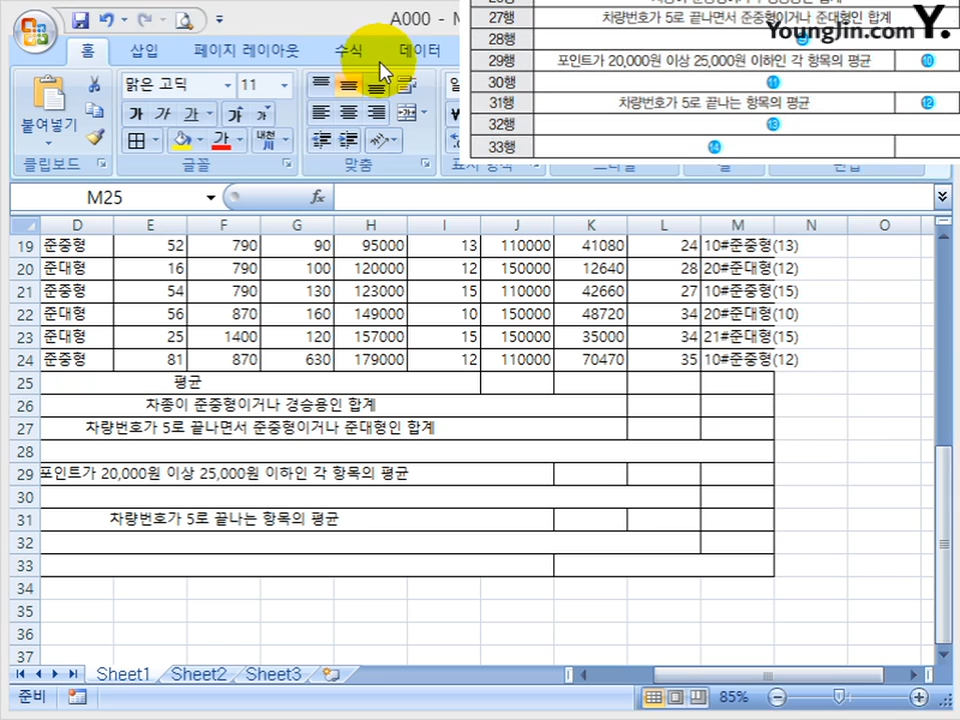 A000 - M
홈 삽입 페이지 레이아웃 수식 데이터
맑은 고딕 11 일
붙여넣기
가 가 가 가 가
가 내천
클립보드 글꼴 맞춤
27행 차량번호가 5로 끝나면서 준중형이거나 준대형인 합계
YoungJin.com Y.
28행
29행 포인트가 20,000원 이상 25,000원 이하인 각 항목의 평균 10
30행 11
31행 차량번호가 5로 끝나는 항목의 평균 12
32행 13
33행 14
M25 fx
D E F G H I J K L M N O
19 준중형 52 790 90 95000 13 110000 41080 24 10#준중형(13)
20 준대형 16 790 100 120000 12 150000 12640 28 20#준대형(12)
21 준중형 54 790 130 123000 15 110000 42660 27 10#준중형(15)
22 준대형 56 870 160 149000 10 150000 48720 34 20#준대형(10)
23 준대형 25 1400 120 157000 15 150000 35000 34 21#준대형(15)
24 준중형 81 870 630 179000 12 110000 70470 35 10#준중형(12)
25 평균
26 차종이 준중형이거나 경승용인 합계
27 차량번호가 5로 끝나면서 준중형이거나 준대형인 합계
28
29 포인트가 20,000원 이상 25,000원 이하인 각 항목의 평균
30
31 차량번호가 5로 끝나는 항목의 평균
32
33
34
35
36
37
Sheet1 Sheet2 Sheet3
준비 85%